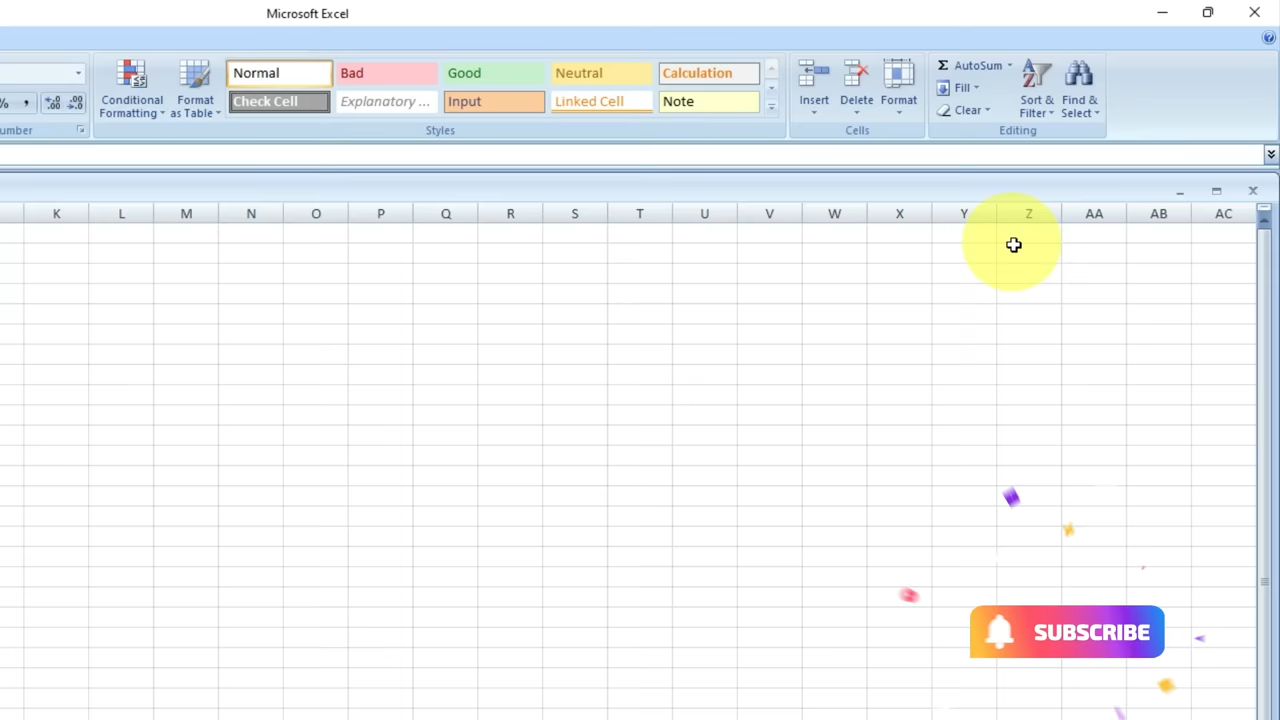 Microsoft Excel
Normal Bad Good Neutral Calculation
Check Cell Explanatory ... Input Linked Cell Note
% ,
Conditional Formatting
Format as Table
Insert Delete Format
Σ AutoSum
Fill
Clear
Sort & Filter
Find & Select
umber Styles Cells Editing
K L M N O P Q R S T U V W X Y Z AA AB AC
SUBSCRIBE